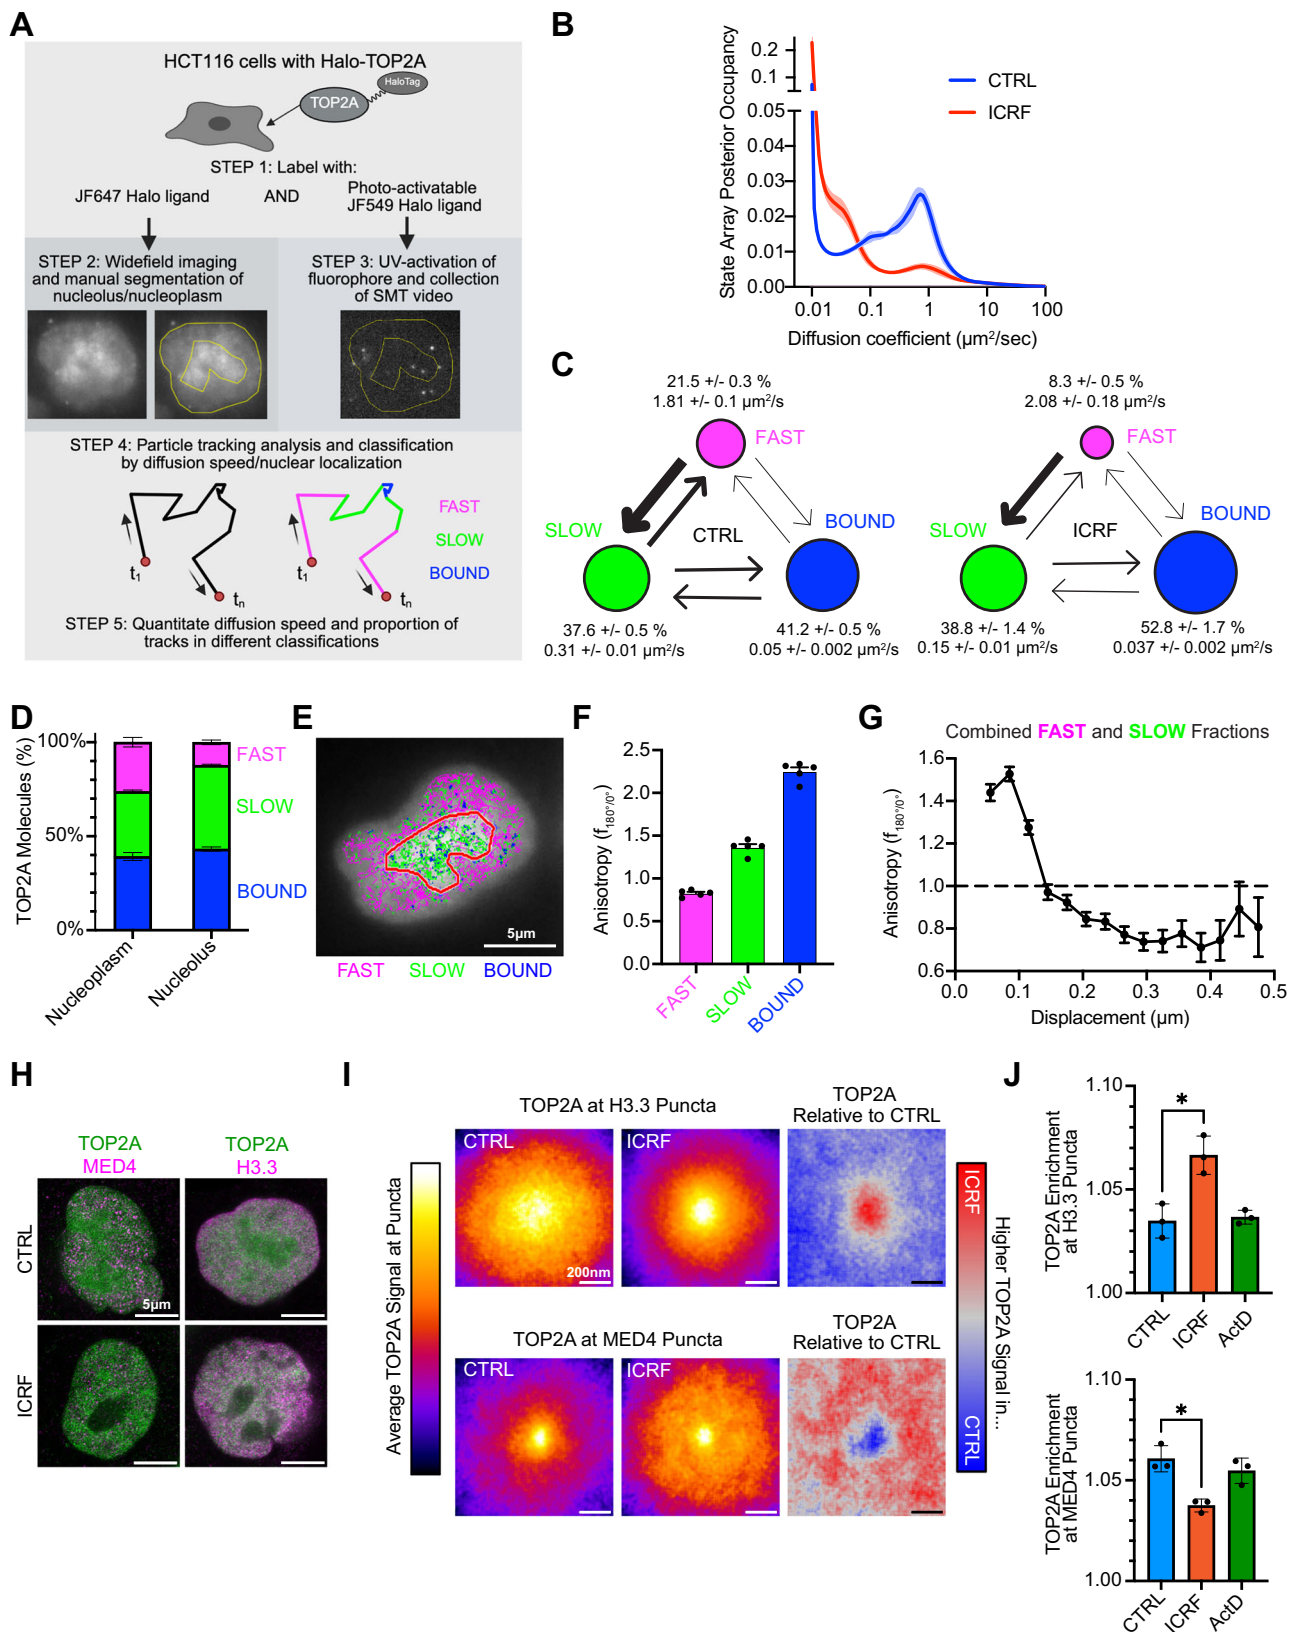 A
HCT116 cells with Halo-TOP2A
HaloTag
TOP2A
STEP 1: Label with:
JF647 Halo ligand
AND
Photo-activatable
JF549 Halo ligand
STEP 2: Widefield imaging
and manual segmentation of
nucleolus/nucleoplasm
STEP 3: UV-activation of
fluorophore and collection
of SMT video
STEP 4: Particle tracking analysis and classification
by diffusion speed/nuclear localization
FAST
SLOW
BOUND
t1
tn
t1
tn
STEP 5: Quantitate diffusion speed and proportion of
tracks in different classifications
B
State Array Posterior Occupancy
0.2
0.1
0.05
0.04
0.03
0.02
0.01
0.00
0.01
0.1
1
10
100
Diffusion coefficient (µm²/sec)
CTRL
ICRF
C
21.5 +/- 0.3 %
1.81 +/- 0.1 µm²/s
FAST
SLOW
CTRL
BOUND
37.6 +/- 0.5 %
0.31 +/- 0.01 µm²/s
41.2 +/- 0.5 %
0.05 +/- 0.002 µm²/s
8.3 +/- 0.5 %
2.08 +/- 0.18 µm²/s
FAST
SLOW
ICRF
BOUND
38.8 +/- 1.4 %
0.15 +/- 0.01 µm²/s
52.8 +/- 1.7 %
0.037 +/- 0.002 µm²/s
D
TOP2A Molecules (%)
100%
50%
0%
FAST
SLOW
BOUND
Nucleoplasm
Nucleolus
E
5µm
FAST SLOW BOUND
F
Anisotropy (f180°/0°)
2.5
2.0
1.5
1.0
0.5
0.0
FAST
SLOW
BOUND
G
Combined FAST and SLOW Fractions
Anisotropy (f180°/0°)
1.6
1.4
1.2
1.0
0.8
0.6
0.0
0.1
0.2
0.3
0.4
0.5
Displacement (µm)
H
TOP2A
MED4
TOP2A
H3.3
CTRL
5µm
ICRF
I
Average TOP2A Signal at Puncta
TOP2A at H3.3 Puncta
TOP2A
Relative to CTRL
CTRL
200nm
ICRF
TOP2A at MED4 Puncta
TOP2A
Relative to CTRL
CTRL
ICRF
ICRF
CTRL
Higher TOP2A Signal in...
J
TOP2A Enrichment
at H3.3 Puncta
1.10
1.05
1.00
*
CTRL
ICRF
ActD
TOP2A Enrichment
at MED4 Puncta
1.10
1.05
1.00
*
CTRL
ICRF
ActD